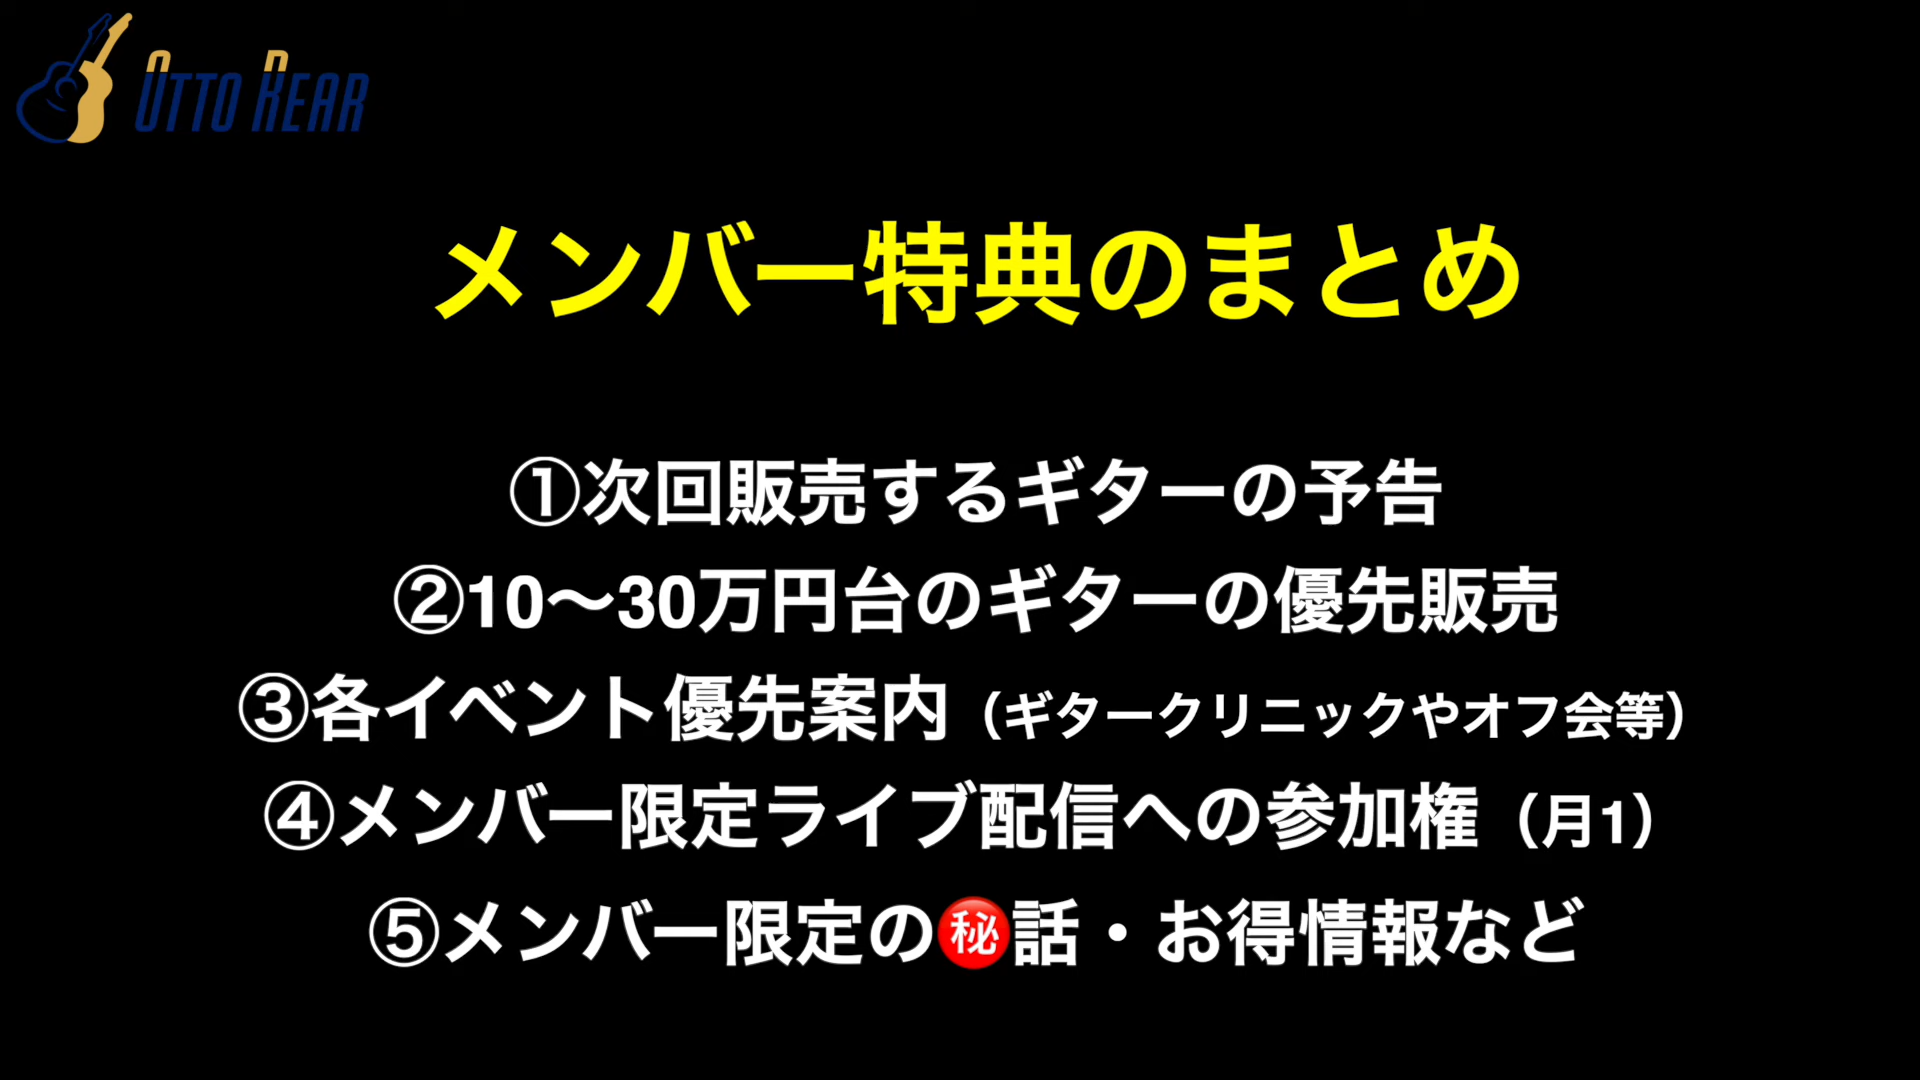 OTTO REAR
メンバー特典のまとめ
①次回販売するギターの予告
②10〜30万円台のギターの優先販売
③各イベント優先案内（ギタークリニックやオフ会等）
④メンバー限定ライブ配信への参加権（月1）
⑤メンバー限定の㊙話・お得情報など